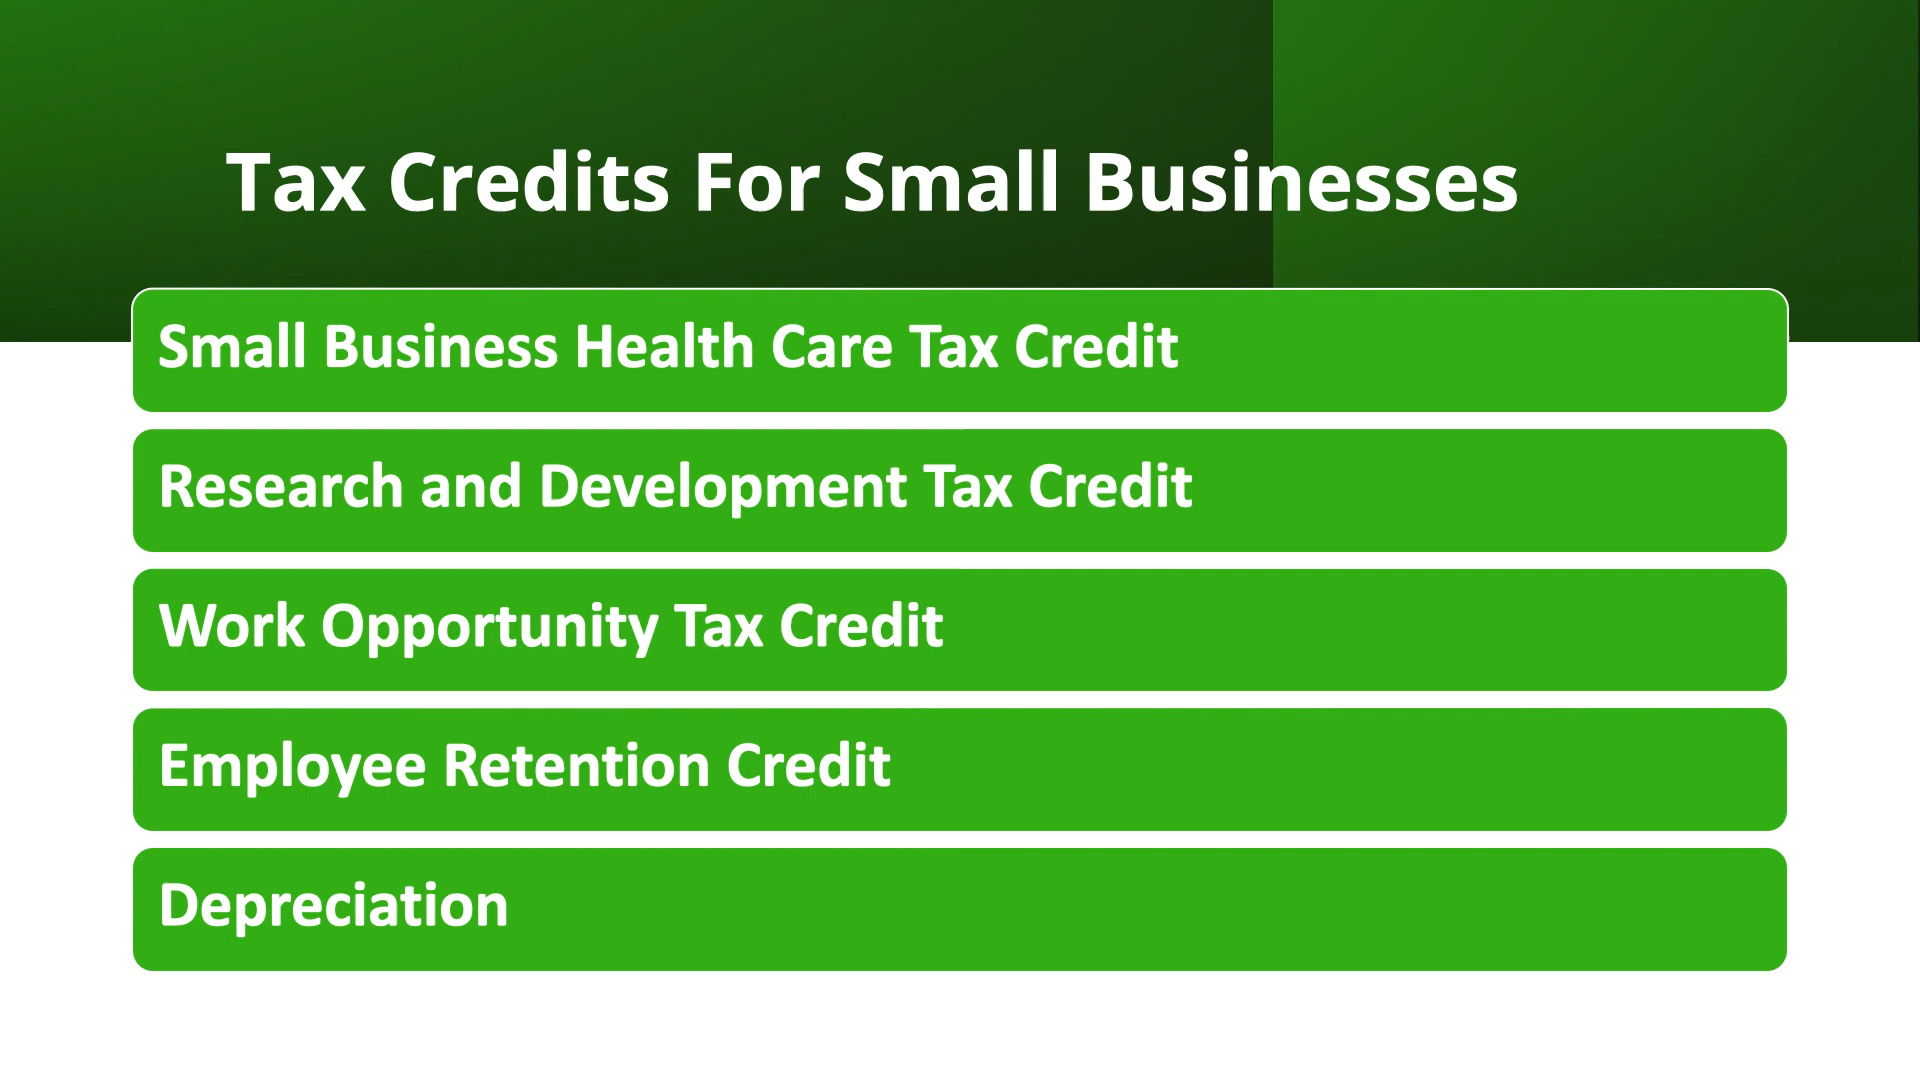 Tax Credits For Small Businesses
Small Business Health Care Tax Credit
Research and Development Tax Credit
Work Opportunity Tax Credit
Employee Retention Credit
Depreciation